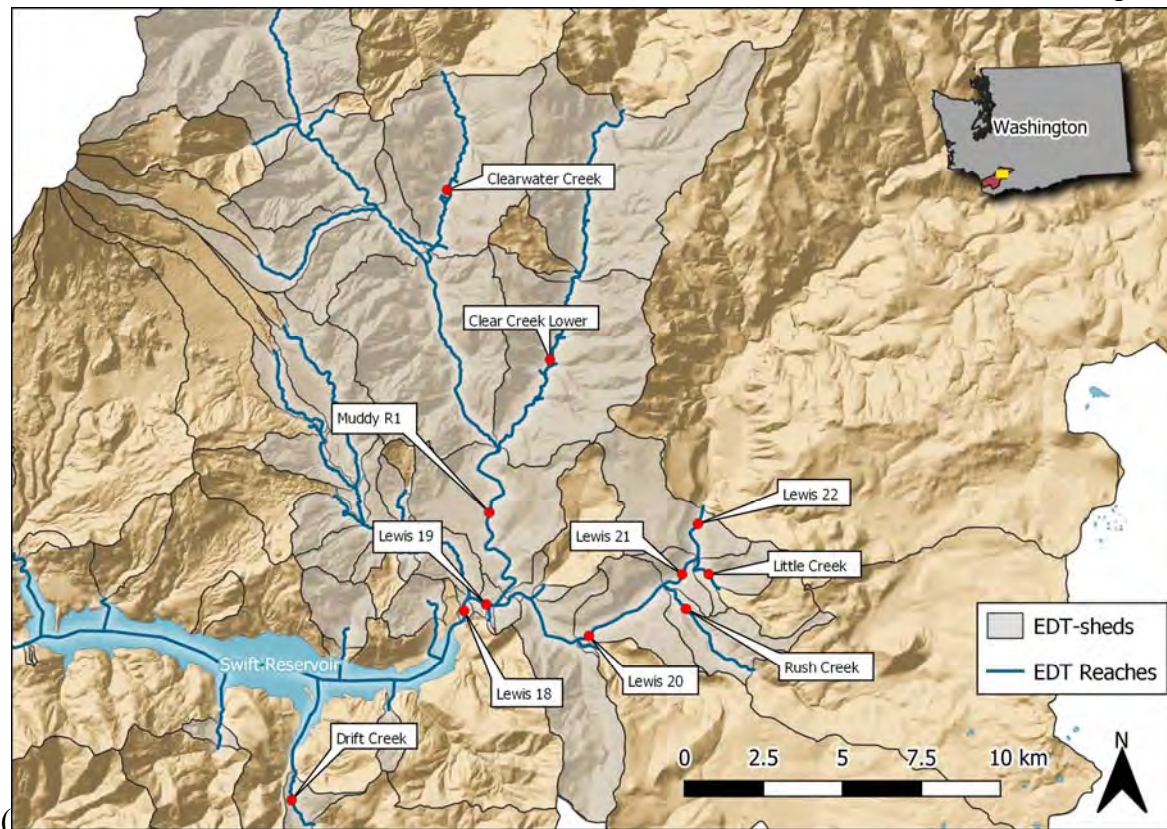 Washington
Clearwater Creek
Clear Creek Lower
Muddy R1
Lewis 22
Lewis 19
Lewis 21
Little Creek
EDT-sheds
EDT Reaches
Swift Reservoir
Rush Creek
Lewis 20
Lewis 18
Drift Creek
0 2.5 5 7.5 10 km
N
(